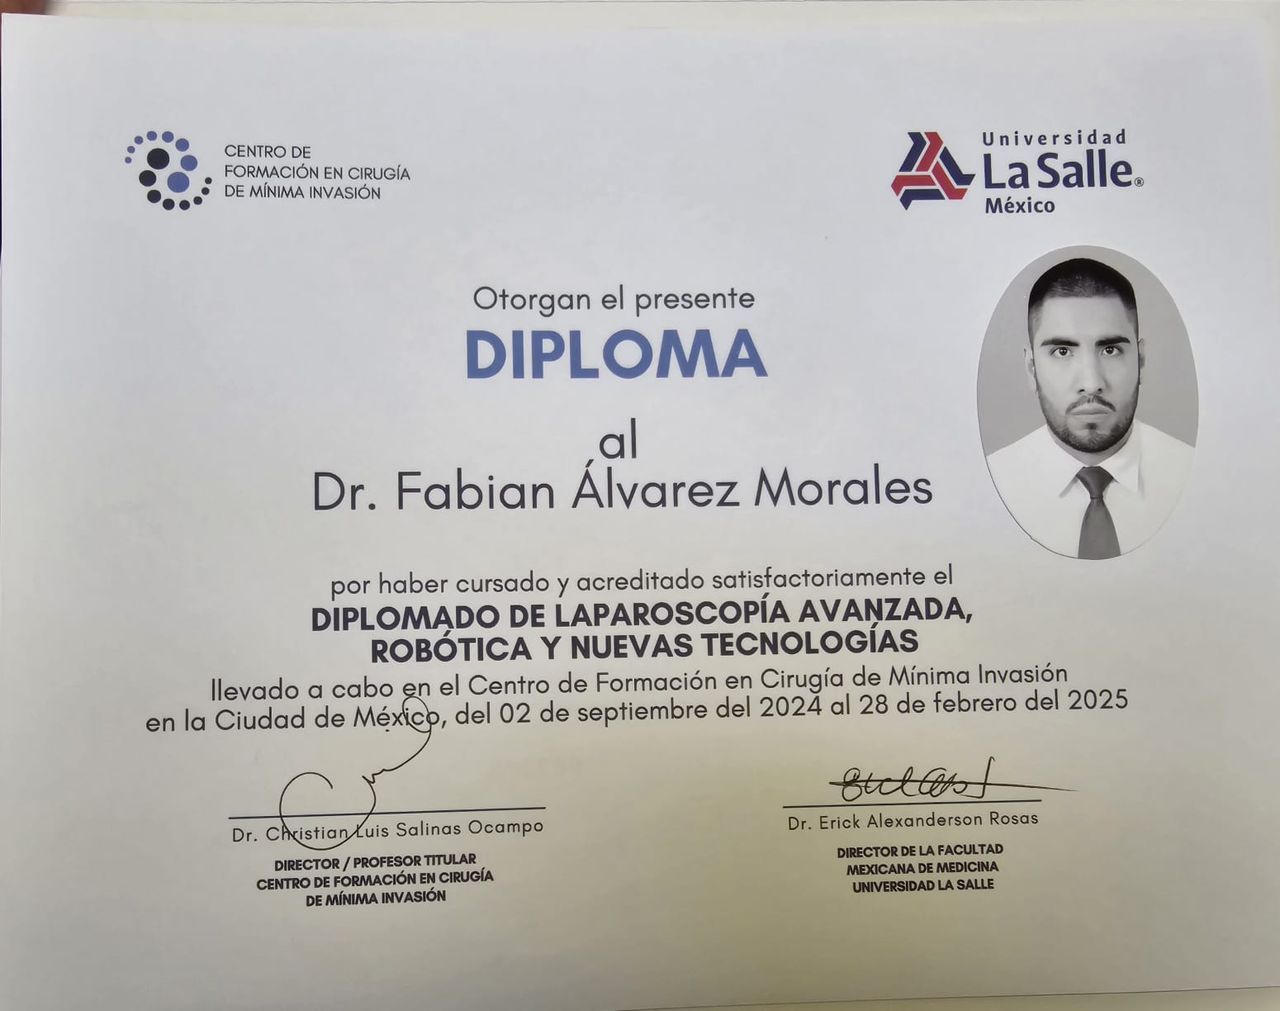 CENTRO DE
FORMACIÓN EN CIRUGÍA
DE MÍNIMA INVASIÓN
Universidad
La Salle®
México
Otorgan el presente
DIPLOMA
al
Dr. Fabian Álvarez Morales
por haber cursado y acreditado satisfactoriamente el
DIPLOMADO DE LAPAROSCOPÍA AVANZADA,
ROBÓTICA Y NUEVAS TECNOLOGÍAS
llevado a cabo en el Centro de Formación en Cirugía de Mínima Invasión
en la Ciudad de México, del 02 de septiembre del 2024 al 28 de febrero del 2025
Dr. Christian Luis Salinas Ocampo
DIRECTOR / PROFESOR TITULAR
CENTRO DE FORMACIÓN EN CIRUGÍA
DE MÍNIMA INVASIÓN
Dr. Erick Alexanderson Rosas
DIRECTOR DE LA FACULTAD
MEXICANA DE MEDICINA
UNIVERSIDAD LA SALLE